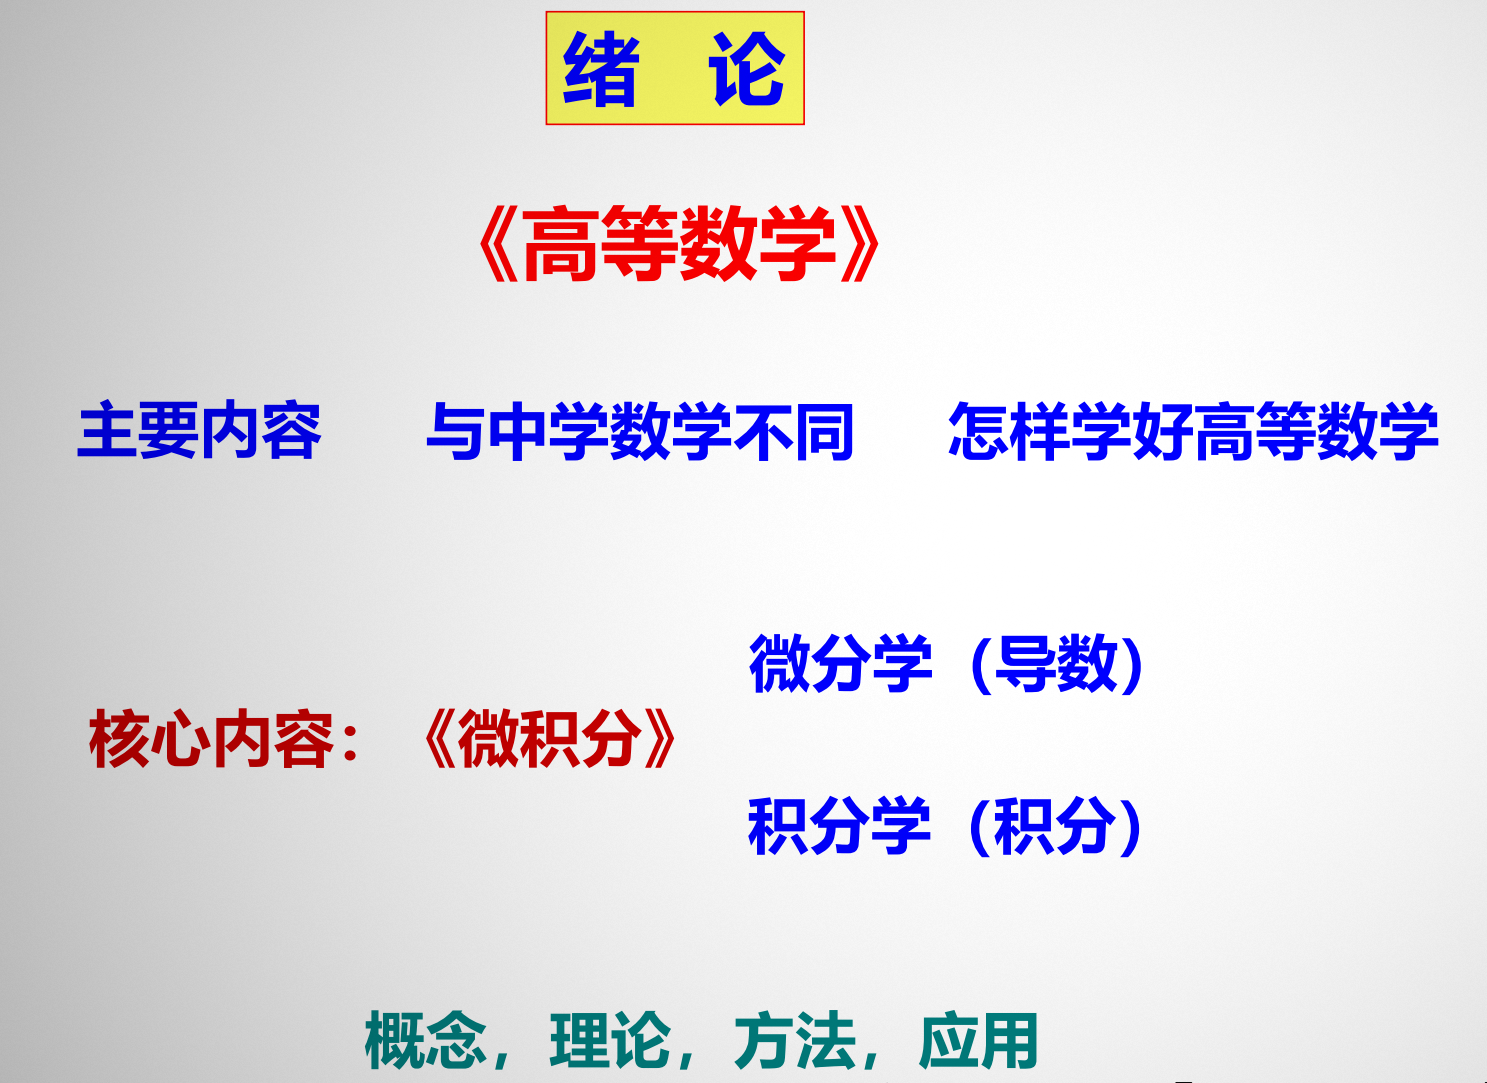 绪 论
《高等数学》
主要内容 与中学数学不同 怎样学好高等数学
微分学（导数）
核心内容：《微积分》
积分学（积分）
概念，理论，方法，应用